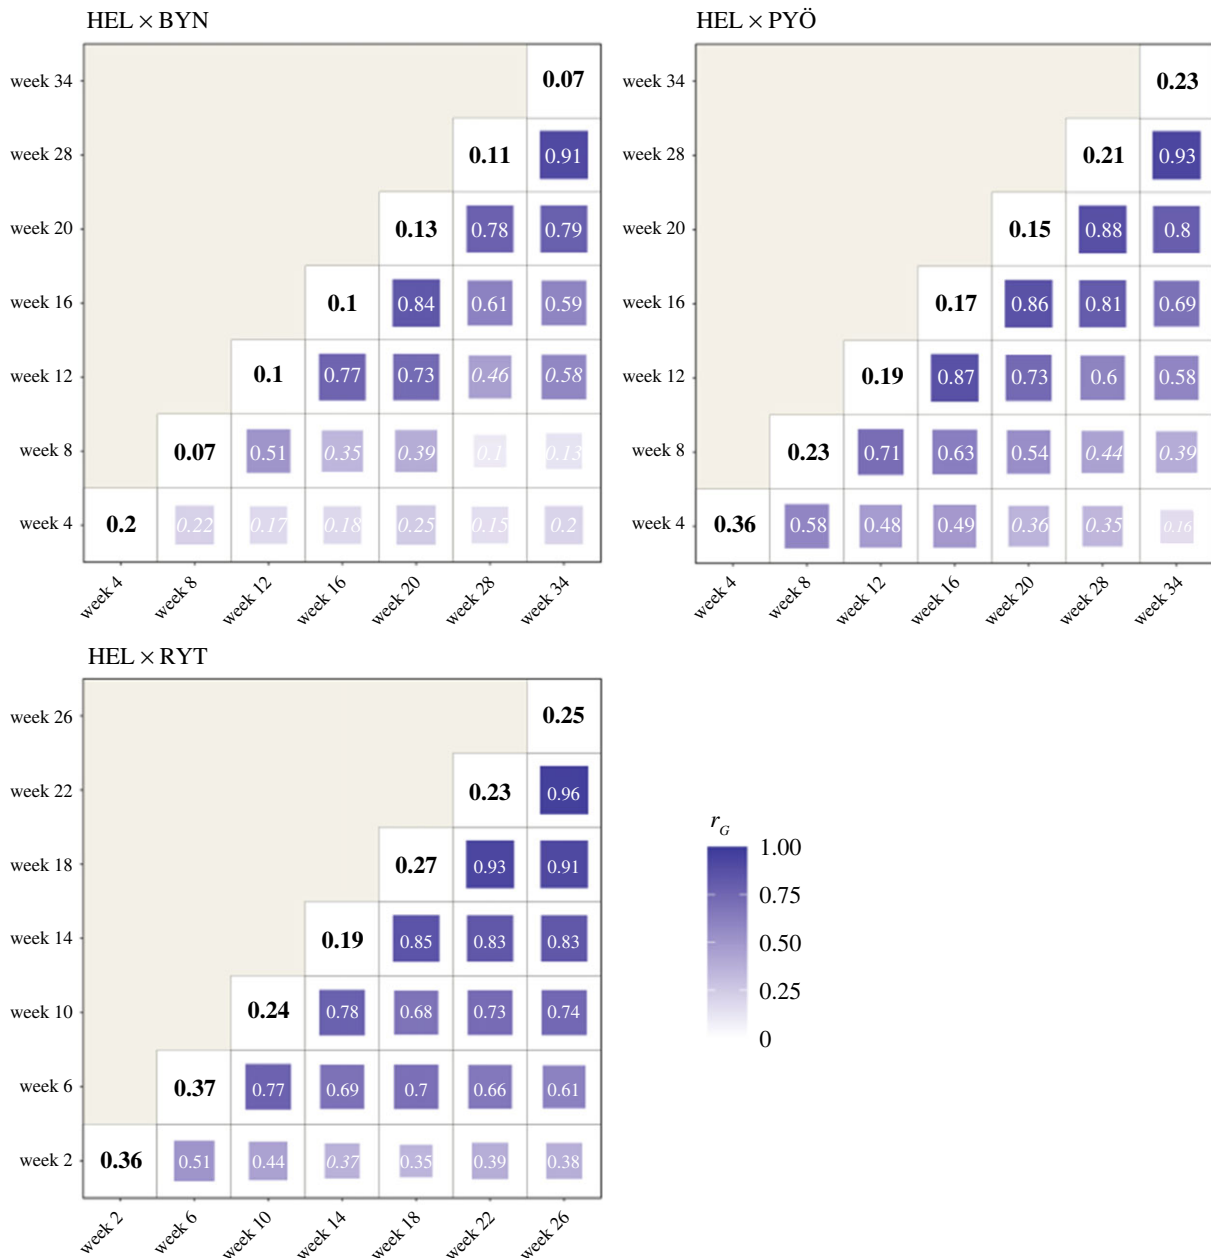 HEL × BYN
week 34 0.07
week 28 0.11 0.91
week 20 0.13 0.78 0.79
week 16 0.1 0.84 0.61 0.59
week 12 0.1 0.77 0.73 0.46 0.58
week 8 0.07 0.51 0.35 0.39 0.1 0.13
week 4 0.2 0.22 0.17 0.18 0.25 0.15 0.2
week 4 week 8 week 12 week 16 week 20 week 28 week 34
HEL × PYÖ
week 34 0.23
week 28 0.21 0.93
week 20 0.15 0.88 0.8
week 16 0.17 0.86 0.81 0.69
week 12 0.19 0.87 0.73 0.6 0.58
week 8 0.23 0.71 0.63 0.54 0.44 0.39
week 4 0.36 0.58 0.48 0.49 0.36 0.35 0.16
week 4 week 8 week 12 week 16 week 20 week 28 week 34
HEL × RYT
week 26 0.25
week 22 0.23 0.96
week 18 0.27 0.93 0.91
week 14 0.19 0.85 0.83 0.83
week 10 0.24 0.78 0.68 0.73 0.74
week 6 0.37 0.77 0.69 0.7 0.66 0.61
week 2 0.36 0.51 0.44 0.37 0.35 0.39 0.38
week 2 week 6 week 10 week 14 week 18 week 22 week 26
rG
1.00
0.75
0.50
0.25
0